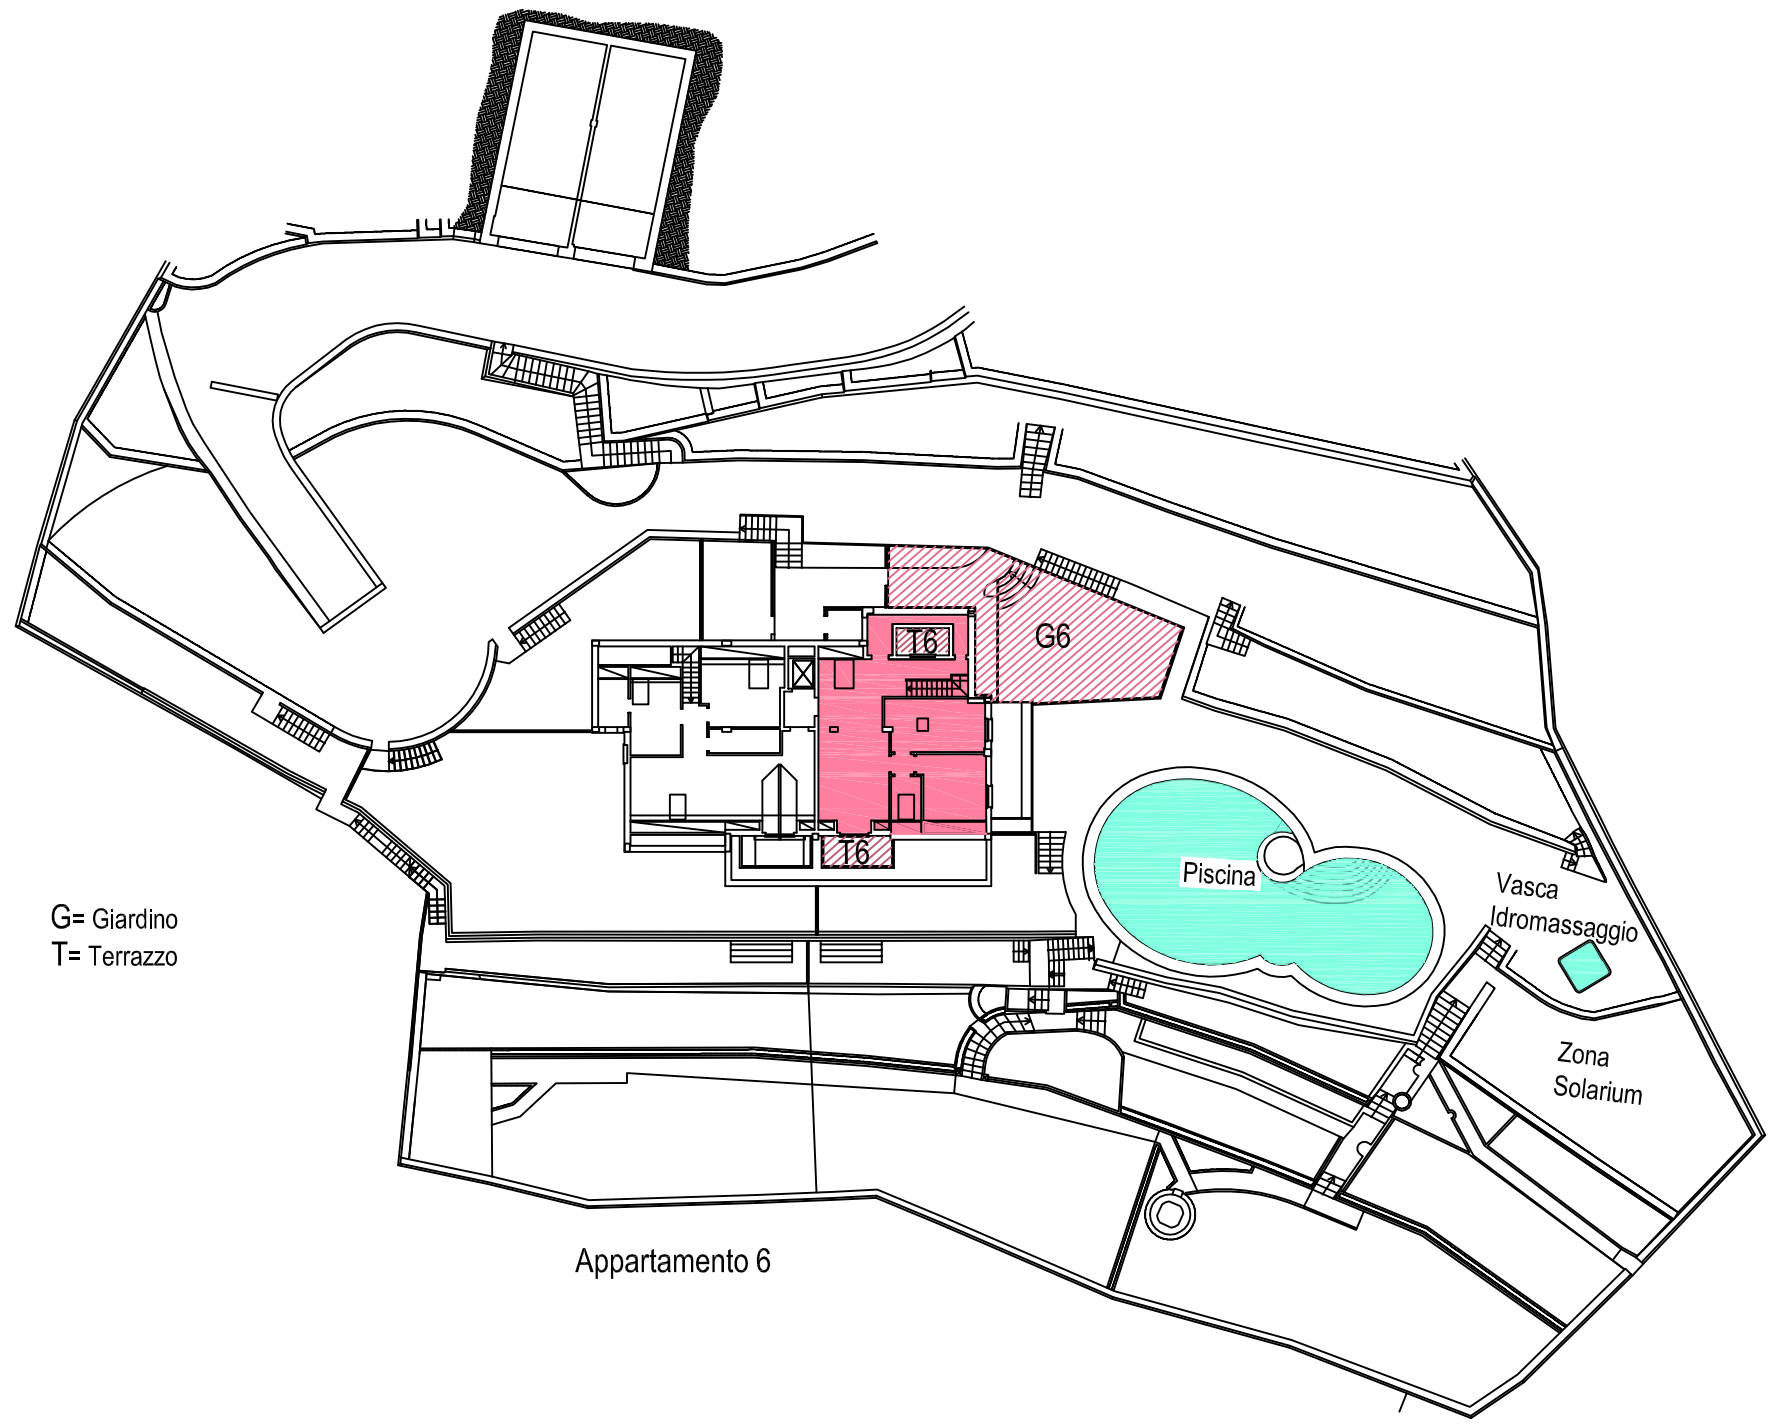 T6
G6
T6
Piscina
Vasca
Idromassaggio
G= Giardino
T= Terrazzo
Zona
Solarium
Appartamento 6